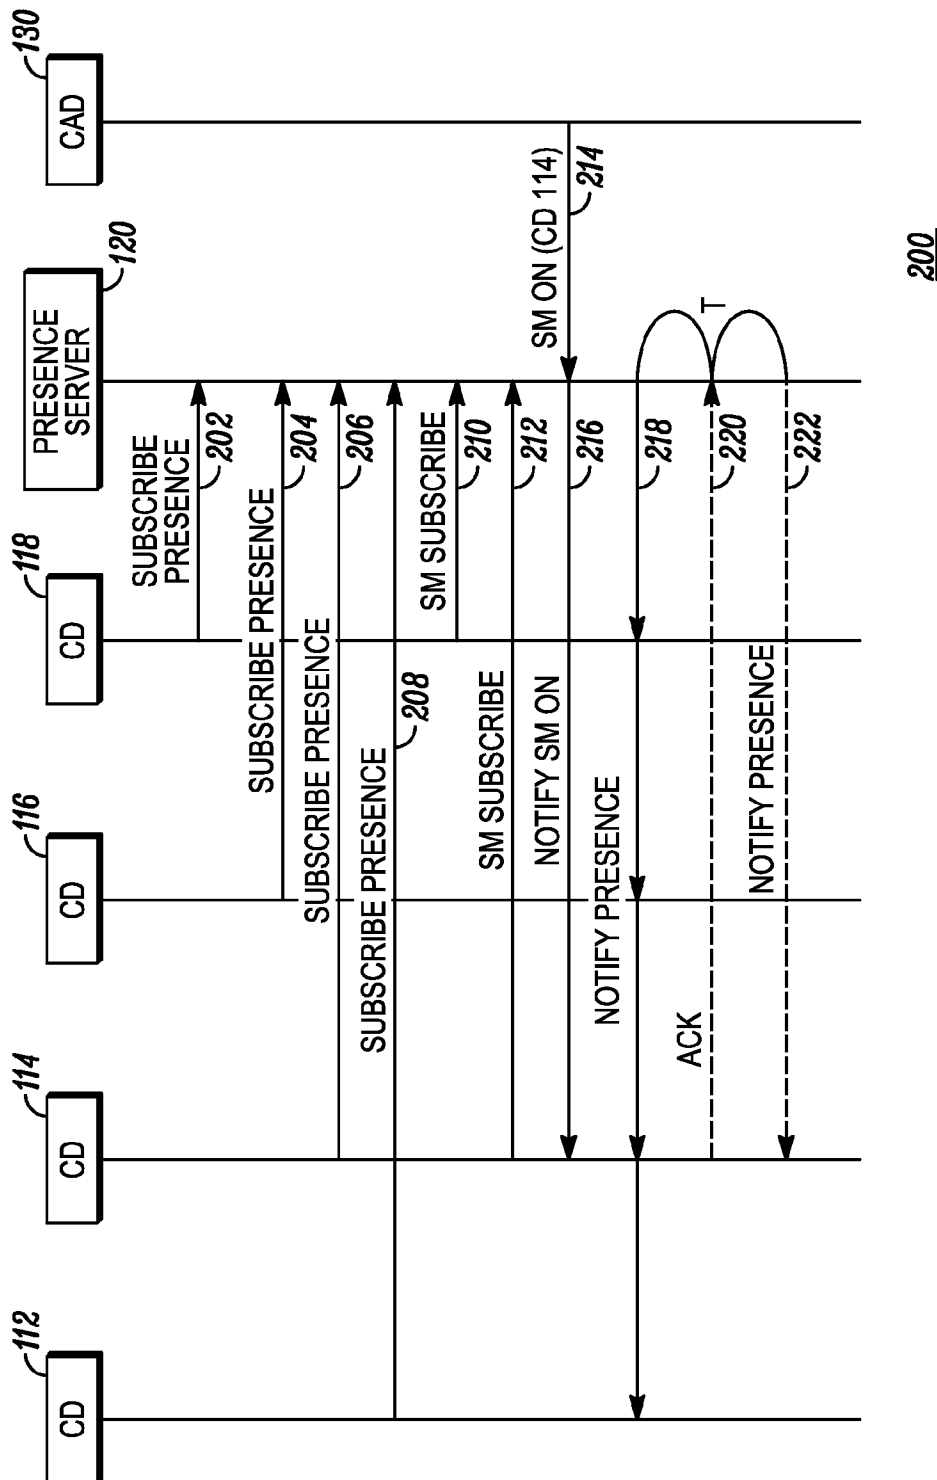 112
CD
114
CD
116
CD
118
CD
120
PRESENCE
SERVER
130
CAD
SUBSCRIBE
PRESENCE
202
SUBSCRIBE PRESENCE
204
SUBSCRIBE PRESENCE
206
SUBSCRIBE PRESENCE
208
SM SUBSCRIBE
210
SM SUBSCRIBE
212
SM ON (CD 114)
214
NOTIFY SM ON
216
NOTIFY PRESENCE
218
T
ACK
220
NOTIFY PRESENCE
222
200